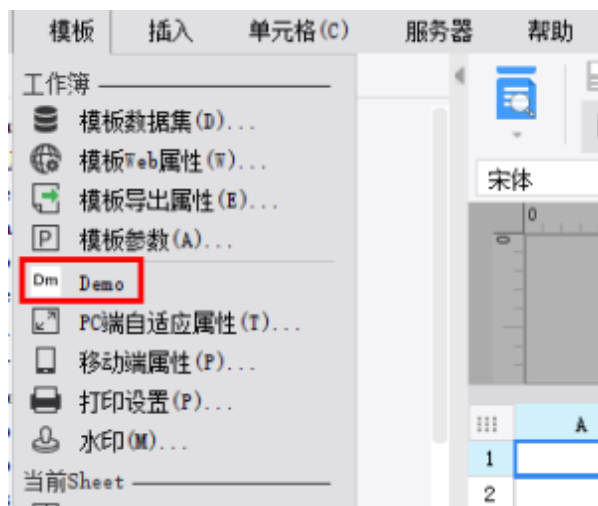 模板 插入 单元格(C) 服务器 帮助
工作簿
模板数据集(D)...
模板Web属性(W)...
模板导出属性(E)...
P 模板参数(A)...
Dm Demo
PC端自适应属性(T)...
移动端属性(P)...
打印设置(P)...
水印(M)...
当前Sheet
宋体
0
A
1
2